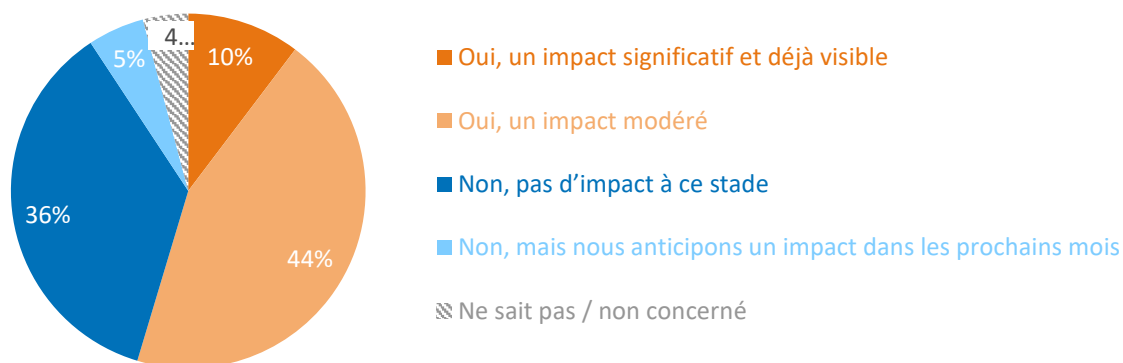 4...
5%
10%
36%
44%
Oui, un impact significatif et déjà visible
Oui, un impact modéré
Non, pas d’impact à ce stade
Non, mais nous anticipons un impact dans les prochains mois
Ne sait pas / non concerné